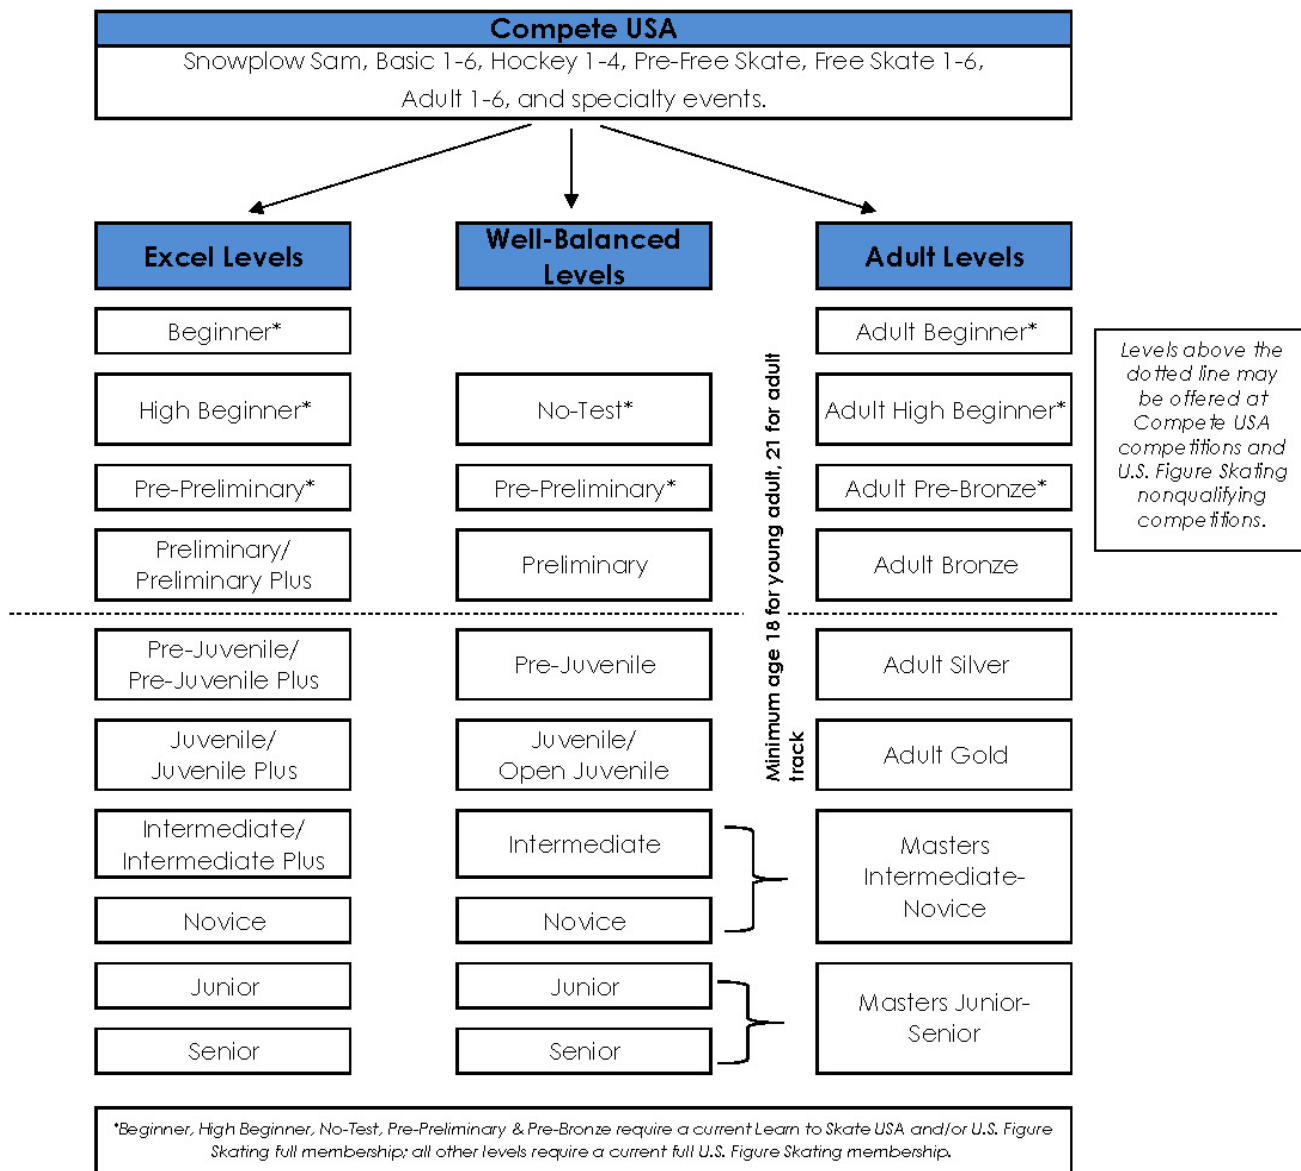 Compete USA
Snowplow Sam, Basic 1-6, Hockey 1-4, Pre-Free Skate, Free Skate 1-6,
Adult 1-6, and specialty events.
Excel Levels
Well-Balanced
Levels
Adult Levels
Beginner*
Adult Beginner*
High Beginner*
No-Test*
Adult High Beginner*
Pre-Preliminary*
Pre-Preliminary*
Adult Pre-Bronze*
Preliminary/
Preliminary Plus
Preliminary
Adult Bronze
Levels above the
dotted line may
be offered at
Compete USA
competitions and
U.S. Figure Skating
nonqualifying
competitions.
Minimum age 18 for young adult, 21 for adult
track
Pre-Juvenile/
Pre-Juvenile Plus
Pre-Juvenile
Adult Silver
Juvenile/
Juvenile Plus
Juvenile/
Open Juvenile
Adult Gold
Intermediate/
Intermediate Plus
Intermediate
Masters
Intermediate-
Novice
Novice
Novice
Junior
Junior
Masters Junior-
Senior
Senior
Senior
*Beginner, High Beginner, No-Test, Pre-Preliminary & Pre-Bronze require a current Learn to Skate USA and/or U.S. Figure
Skating full membership; all other levels require a current full U.S. Figure Skating membership.